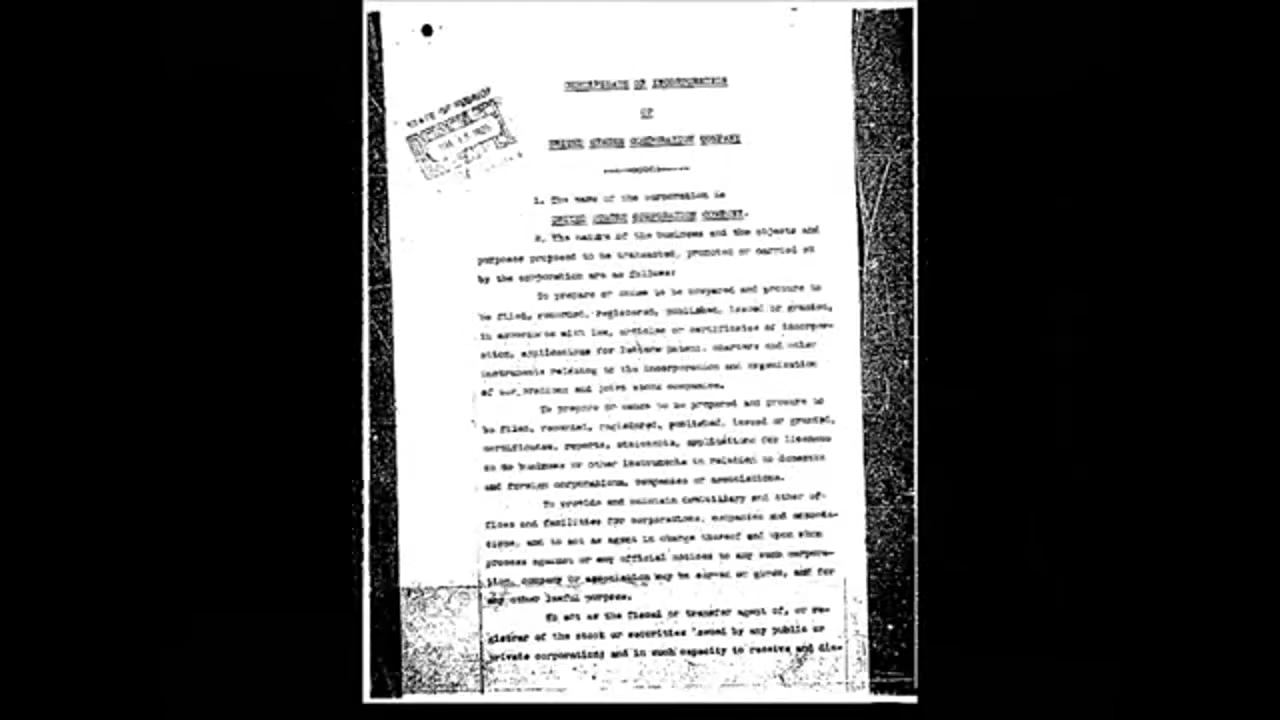 CERTIFICATE OF INCORPORATION
OF
UNITED STATES CORPORATION COMPANY
STATE OF
1. The name of the corporation is
UNITED STATES CORPORATION COMPANY.
2. The nature of the business and the objects and
purposes proposed to be transacted, promoted or carried on
by the corporation are as follows:
To prepare or cause to be prepared and procure to
be filed, recorded, registered, published, issued or granted,
in accordance with law, articles or certificates of incorpor-
ation, applications for letters patent, charters and other
instruments relating to the incorporation and organization
of corporations and joint stock companies.
To prepare or cause to be prepared and procure to
be filed, recorded, registered, published, issued or granted,
certificates, reports, statements, applications for licenses
to do business or other instruments in relation to domestic
and foreign corporations, companies or associations.
To provide and maintain domiciliary and other of-
fices and facilities for corporations, companies and associa-
tions, and to act as agent in charge thereof and upon whom
process against or any official notices to any such corpora-
tion, company or association may be served or given, and for
any other lawful purpose.
To act as the fiscal or transfer agent of, or re-
gistrar of the stock or securities issued by any public or
private corporation; and in such capacity to receive and dis-